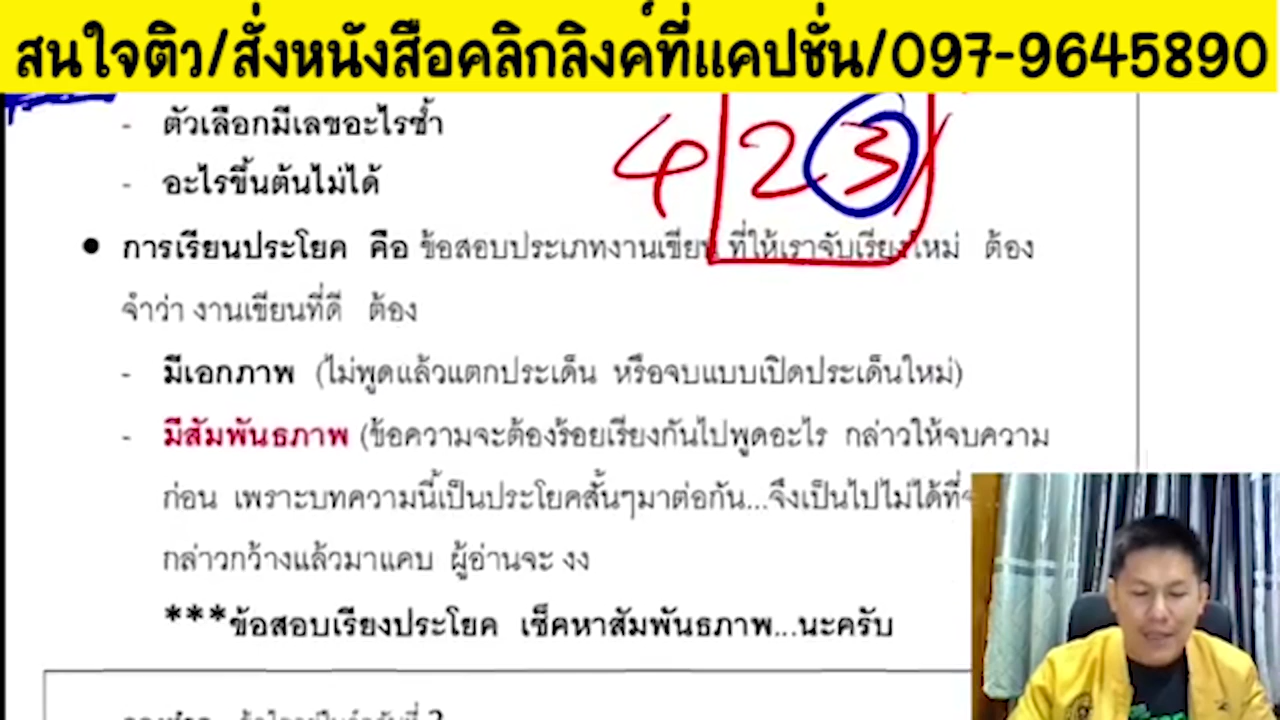 สนใจติว/สั่งหนังสือคลิกลิงค์ที่แคปชั่น/097-9645890
- ตัวเลือกมีเลขอะไรซ้ำ
4 2 3
- อะไรขึ้นต้นไม่ได้
● การเรียนประโยค คือ ข้อสอบประเภทงานเขียน ที่ให้เราจับเรียงใหม่ ต้อง
จำว่า งานเขียนที่ดี ต้อง
- มีเอกภาพ (ไม่พูดแล้วแตกประเด็น หรือจบแบบเปิดประเด็นใหม่)
- มีสัมพันธภาพ (ข้อความจะต้องร้อยเรียงกันไปพูดอะไร กล่าวให้จบความ
ก่อน เพราะบทความนี้เป็นประโยคสั้นๆมาต่อกัน...จึงเป็นไปไม่ได้ที่
กล่าวกว้างแล้วมาแคบ ผู้อ่านจะ งง
***ข้อสอบเรียงประโยค เช็คหาสัมพันธภาพ...นะครับ